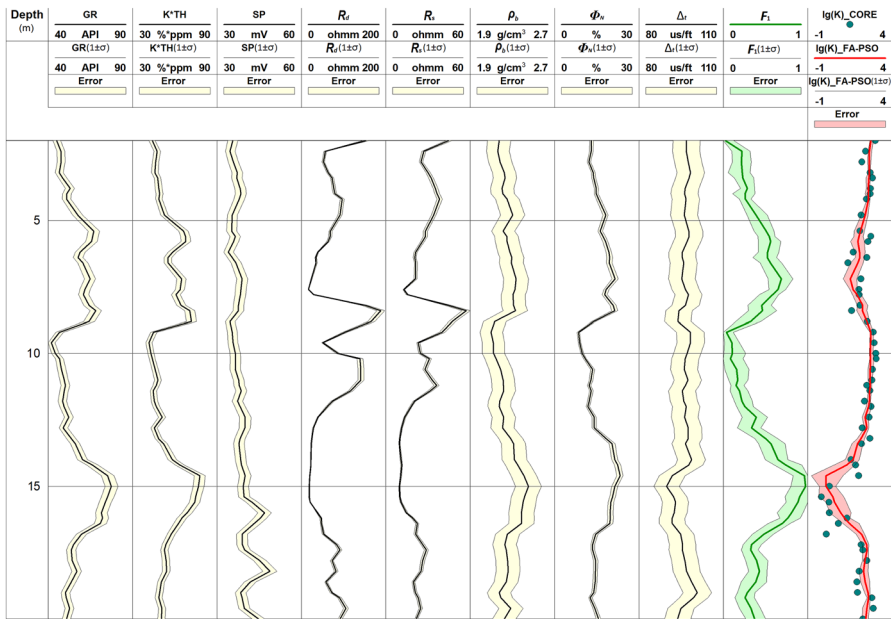 Depth GR K*TH SP Rd Rs ρb ΦN Δt F1 lg(K)_CORE
(m) 40 API 90 30 %*ppm 90 30 mV 60 0 ohmm 200 0 ohmm 60 1.9 g/cm³ 2.7 0 % 30 80 us/ft 110 0 1 -1 4
GR(1±σ) K*TH(1±σ) SP(1±σ) Rd(1±σ) Rs(1±σ) ρb(1±σ) ΦN(1±σ) Δt(1±σ) F1(1±σ) lg(K)_FA-PSO
40 API 90 30 %*ppm 90 30 mV 60 0 ohmm 200 0 ohmm 60 1.9 g/cm³ 2.7 0 % 30 80 us/ft 110 0 1 -1 4
Error Error Error Error Error Error Error Error Error lg(K)_FA-PSO(1±σ)
-1 4
Error
5
10
15